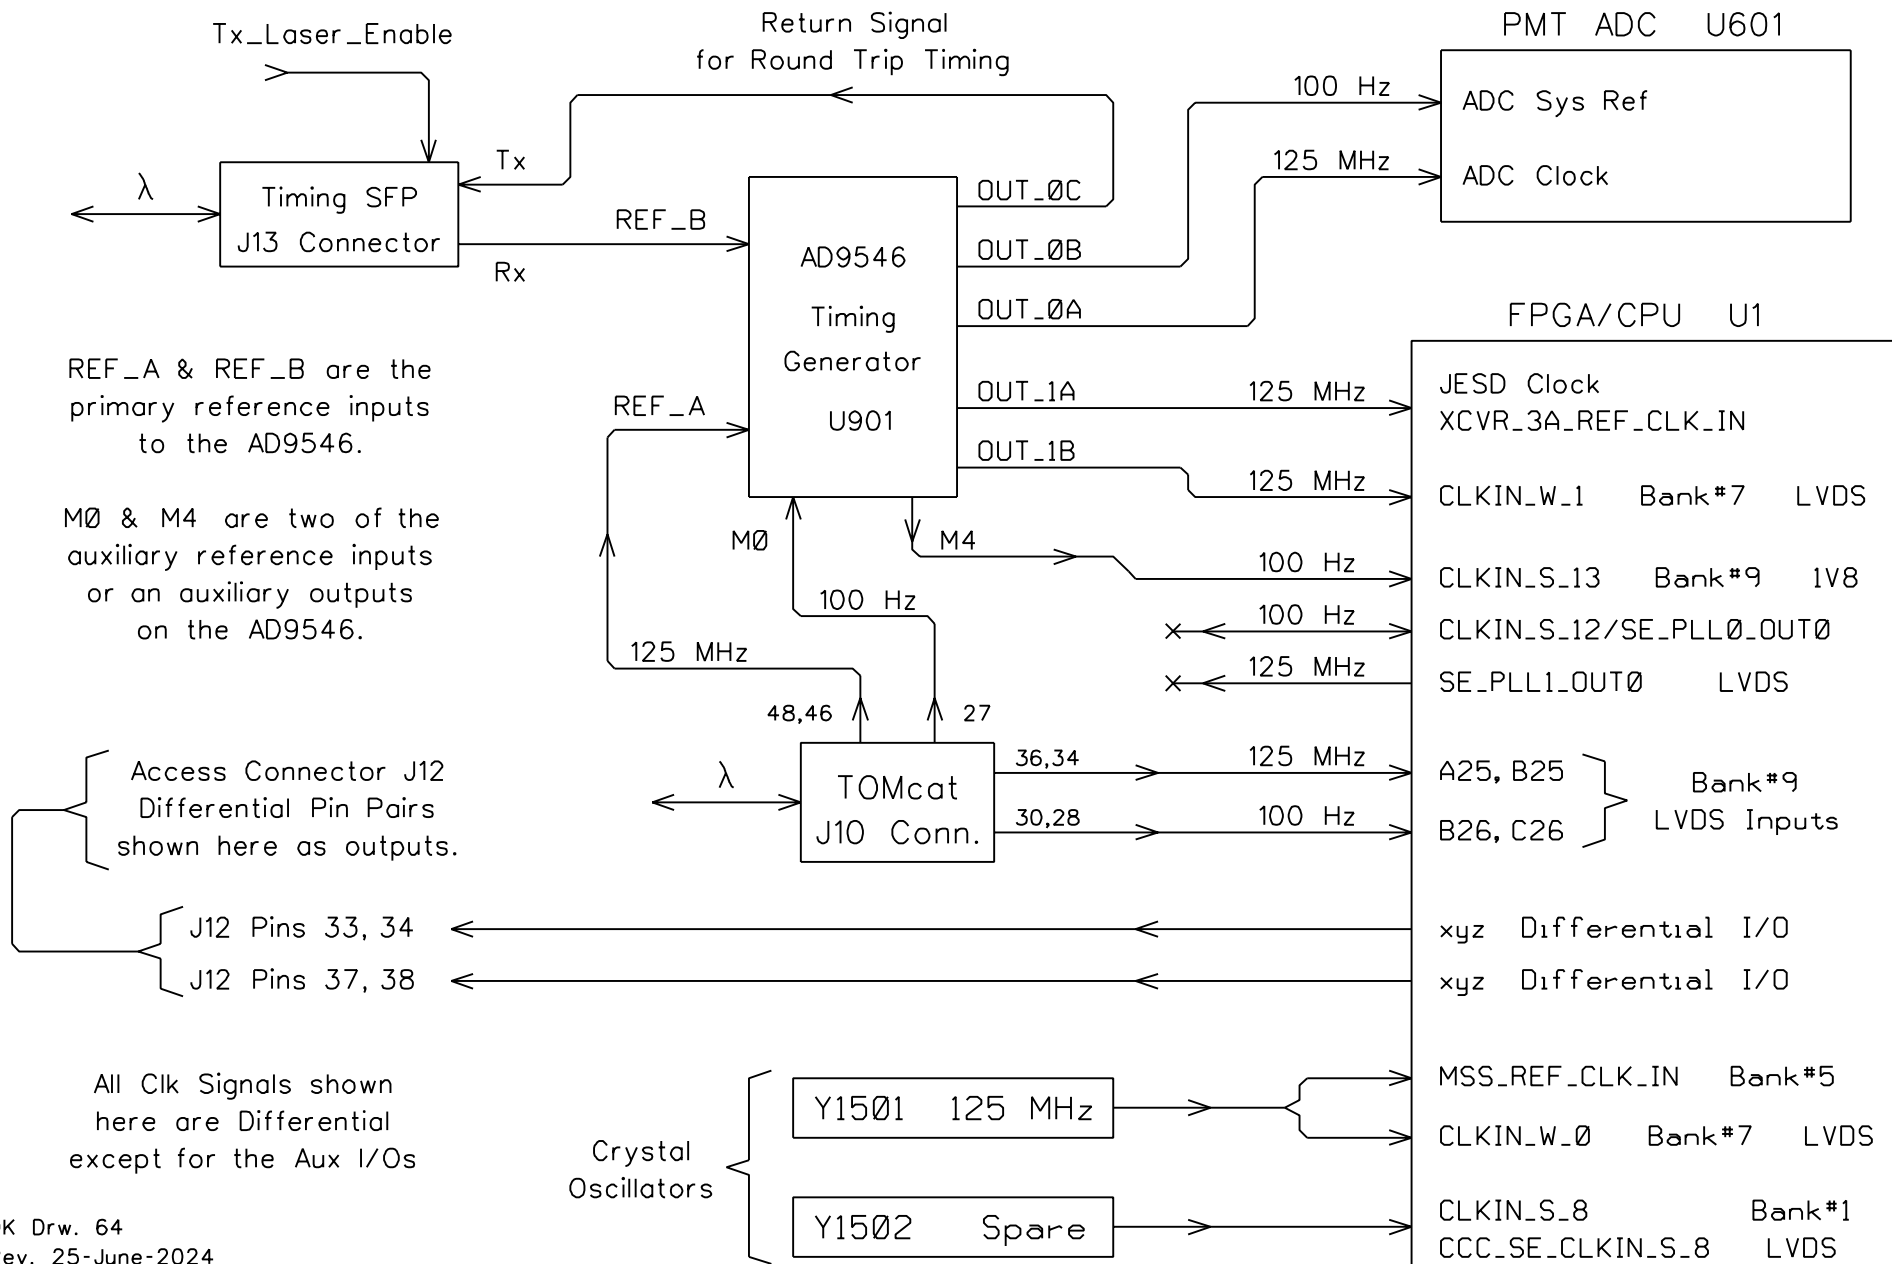 Tx_Laser_Enable
Return Signal
for Round Trip Timing
PMT ADC U601
100 Hz
ADC Sys Ref
125 MHz
ADC Clock
λ
Timing SFP
J13 Connector
Tx
Rx
REF_B
OUT_0C
AD9546
OUT_0B
Timing
OUT_0A
Generator
U901
FPGA/CPU U1
REF_A & REF_B are the
primary reference inputs
to the AD9546.
REF_A
OUT_1A
125 MHz
JESD Clock
XCVR_3A_REF_CLK_IN
OUT_1B
125 MHz
CLKIN_W_1 Bank#7 LVDS
M0 & M4 are two of the
auxiliary reference inputs
or an auxiliary outputs
on the AD9546.
M0
M4
100 Hz
CLKIN_S_13 Bank#9 1V8
100 Hz
100 Hz
CLKIN_S_12/SE_PLL0_OUT0
125 MHz
125 MHz
SE_PLL1_OUT0 LVDS
48,46
27
Access Connector J12
Differential Pin Pairs
shown here as outputs.
λ
TOMcat
J10 Conn.
36,34
125 MHz
A25, B25
30,28
100 Hz
B26, C26
Bank#9
LVDS Inputs
J12 Pins 33, 34
xyz Differential I/O
J12 Pins 37, 38
xyz Differential I/O
All Clk Signals shown
here are Differential
except for the Aux I/Os
Crystal
Oscillators
Y1501 125 MHz
MSS_REF_CLK_IN Bank#5
CLKIN_W_0 Bank#7 LVDS
Y1502 Spare
CLKIN_S_8 Bank#1
CCC_SE_CLKIN_S_8 LVDS
Drw. 64
25-June-2024